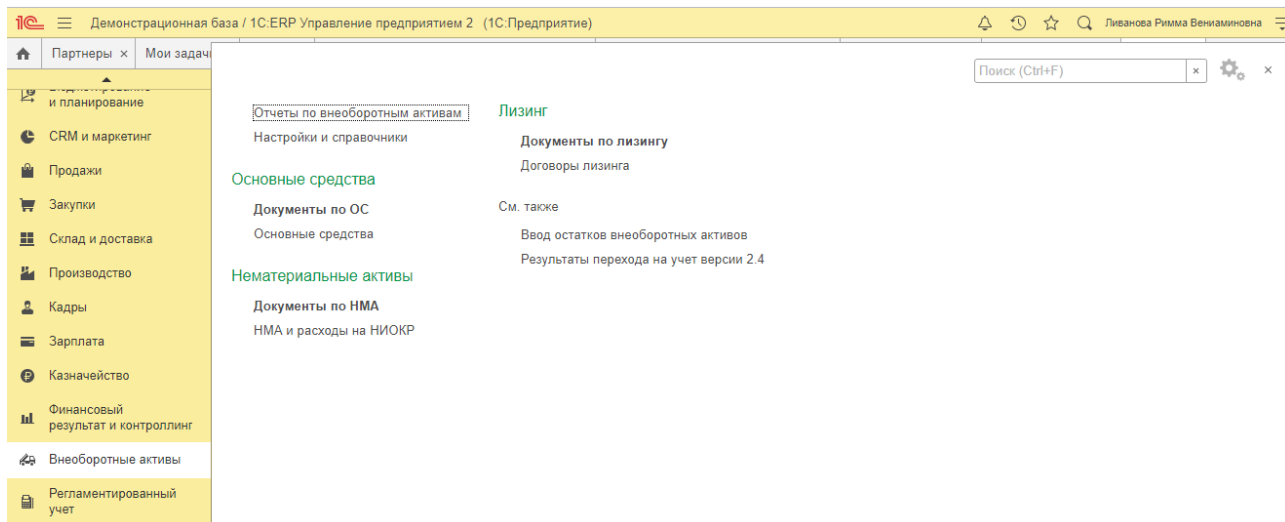 1С Демонстрационная база / 1C:ERP Управление предприятием 2 (1С:Предприятие)
Ливанова Римма Вениаминовна
Партнеры ×
Мои задачи
Поиск (Ctrl+F)
и планирование
CRM и маркетинг
Продажи
Закупки
Склад и доставка
Производство
Кадры
Зарплата
Казначейство
Финансовый
результат и контроллинг
Внеоборотные активы
Регламентированный
учет
Отчеты по внеоборотным активам
Настройки и справочники
Основные средства
Документы по ОС
Основные средства
Нематериальные активы
Документы по НМА
НМА и расходы на НИОКР
Лизинг
Документы по лизингу
Договоры лизинга
См. также
Ввод остатков внеоборотных активов
Результаты перехода на учет версии 2.4